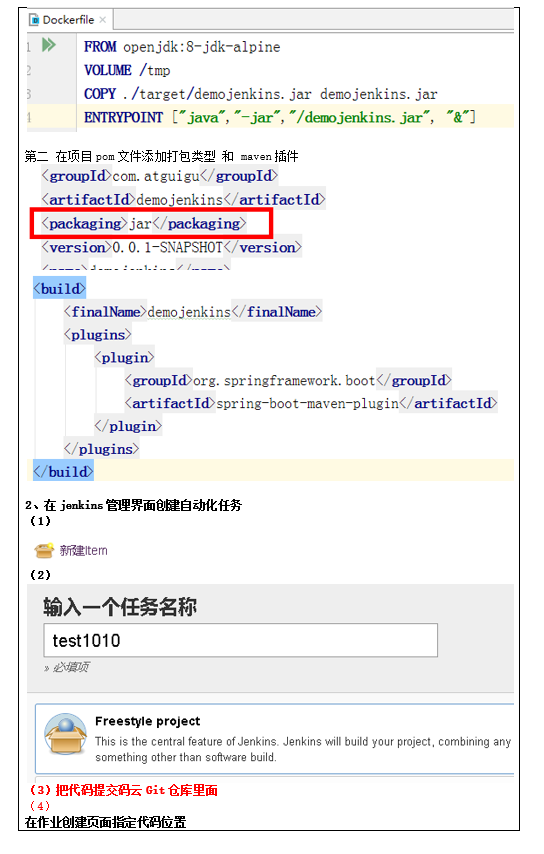 Dockerfile
1 FROM openjdk:8-jdk-alpine
2 VOLUME /tmp
3 COPY ./target/demojenkins.jar demojenkins.jar
4 ENTRYPOINT ["java","-jar","/demojenkins.jar", "&"]
第二 在项目 pom 文件添加打包类型 和 maven 插件
<groupId>com.atguigu</groupId>
<artifactId>demojenkins</artifactId>
<packaging>jar</packaging>
<version>0.0.1-SNAPSHOT</version>
<build>
<finalName>demojenkins</finalName>
<plugins>
<plugin>
<groupId>org.springframework.boot</groupId>
<artifactId>spring-boot-maven-plugin</artifactId>
</plugin>
</plugins>
</build>
2、在 jenkins 管理界面创建自动化任务
（1）
新建Item
（2）
输入一个任务名称
test1010
» 必填项
Freestyle project
This is the central feature of Jenkins. Jenkins will build your project, combining any
something other than software build.
（3）把代码提交码云 Git 仓库里面
（4）
在作业创建页面指定代码位置